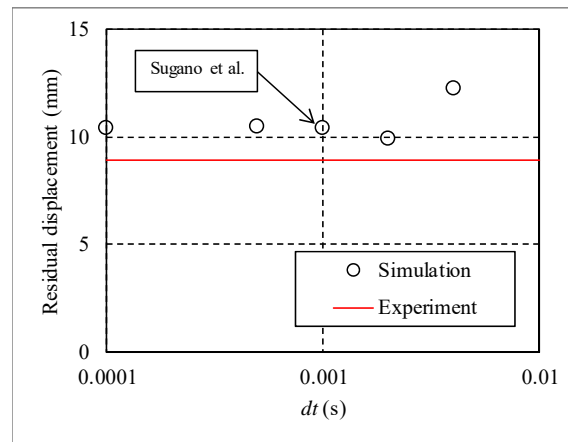 15
Sugano et al.
10
Residual displacement (mm)
5
Simulation
Experiment
0
0.0001
0.001
0.01
dt (s)